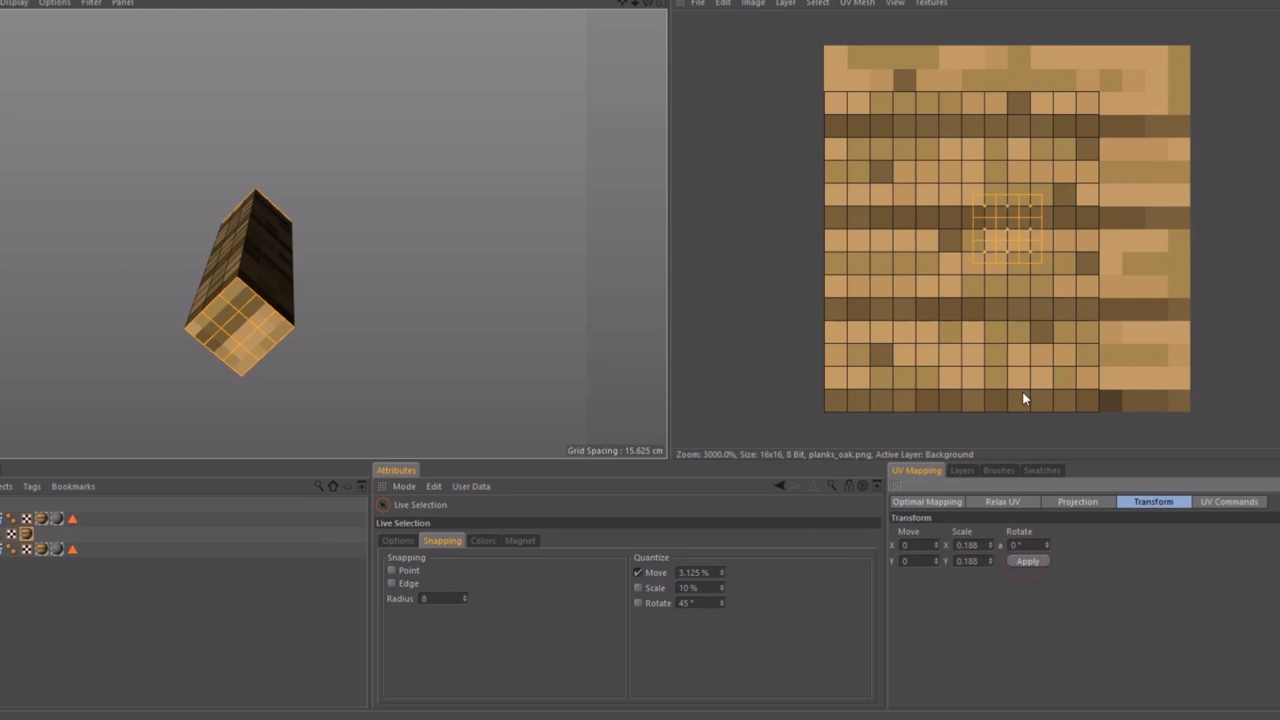 Display Options Filter Panel
File Edit Image Layer Select UV Mesh View Textures
Grid Spacing : 15.625 cm
Zoom: 3000.0%, Size: 16x16, 8 Bit, planks_oak.png, Active Layer: Background
Tags Bookmarks
Attributes
Mode Edit User Data
Live Selection
Live Selection
Options Snapping Colors Magnet
Snapping
Point
Edge
Radius 8
Quantize
Move 3.125 %
Scale 10 %
Rotate 45 °
UV Mapping Layers Brushes Swatches
Optimal Mapping Relax UV Projection Transform UV Commands
Transform
Move Scale Rotate
X 0 X 0.188 a 0 °
Y 0 Y 0.188 Apply